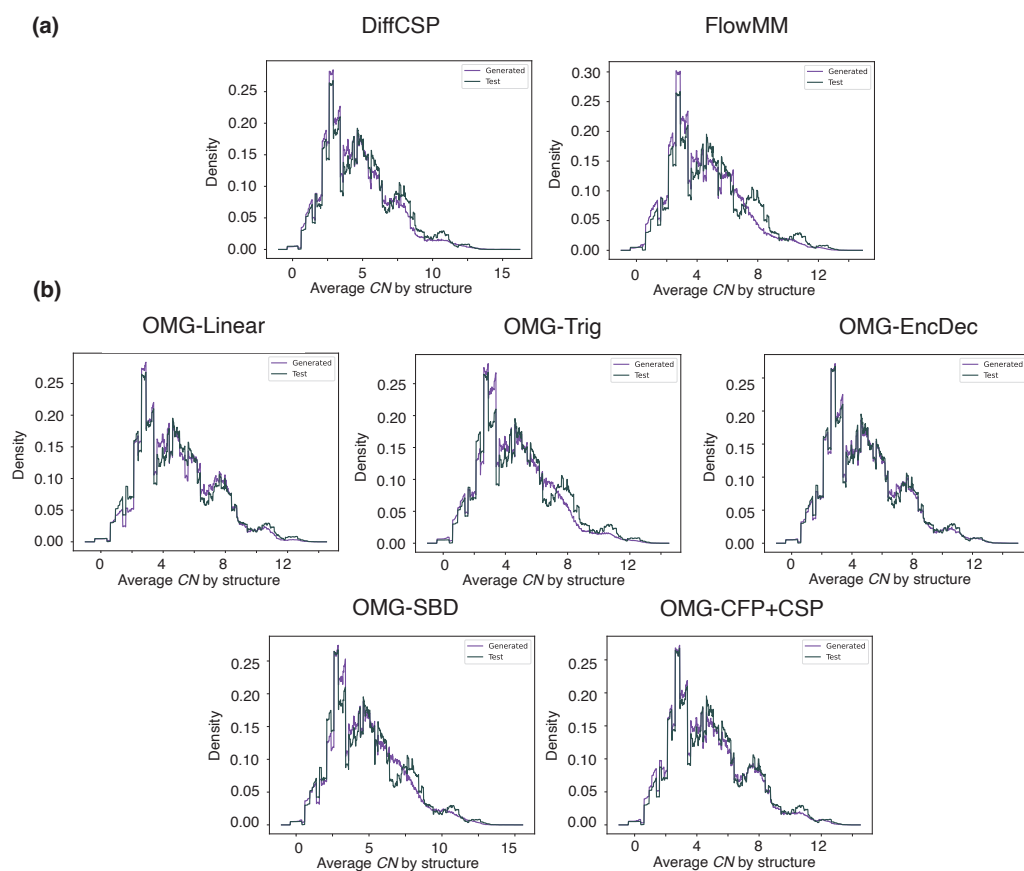 (a)
DiffCSP
FlowMM
Generated
Test
Generated
Test
0.25
0.20
0.15
0.10
0.05
0.00
Density
0 5 10 15
Average CN by structure
0.30
0.25
0.20
0.15
0.10
0.05
0.00
Density
0 4 8 12
Average CN by structure
(b)
OMG-Linear
OMG-Trig
OMG-EncDec
Generated
Test
0.25
0.20
0.15
0.10
0.05
0.00
Density
0 4 8 12
Average CN by structure
Generated
Test
0.25
0.20
0.15
0.10
0.05
0.00
Density
0 4 8 12
Average CN by structure
Generated
Test
0.25
0.20
0.15
0.10
0.05
0.00
Density
0 4 8 12
Average CN by structure
OMG-SBD
OMG-CFP+CSP
Generated
Test
0.25
0.20
0.15
0.10
0.05
0.00
Density
0 5 10 15
Average CN by structure
Generated
Test
0.25
0.20
0.15
0.10
0.05
0.00
Density
0 4 8 12
Average CN by structure